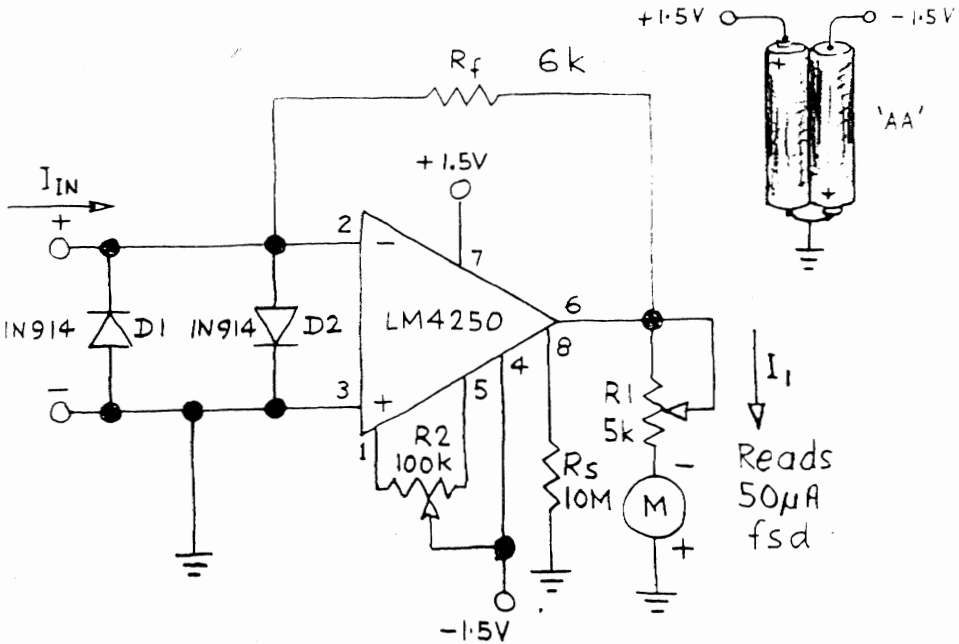 +1.5V
-1.5V
+
+
'AA'
Rf 6k
+1.5V
IIN
+
2
-
7
1N914 D1
1N914 D2
LM4250
6
8
4
5
-
3
+
1
R2
100k
Rs
10M
R1
5k
-
M
+
I1
Reads
50µA
fsd
-1.5V